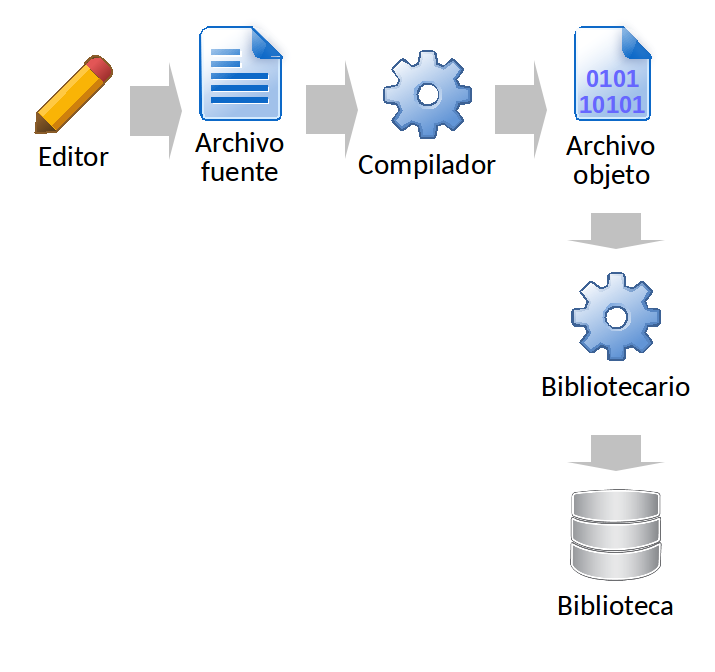 Editor
Archivo
fuente
Compilador
0101
10101
Archivo
objeto
Bibliotecario
Biblioteca